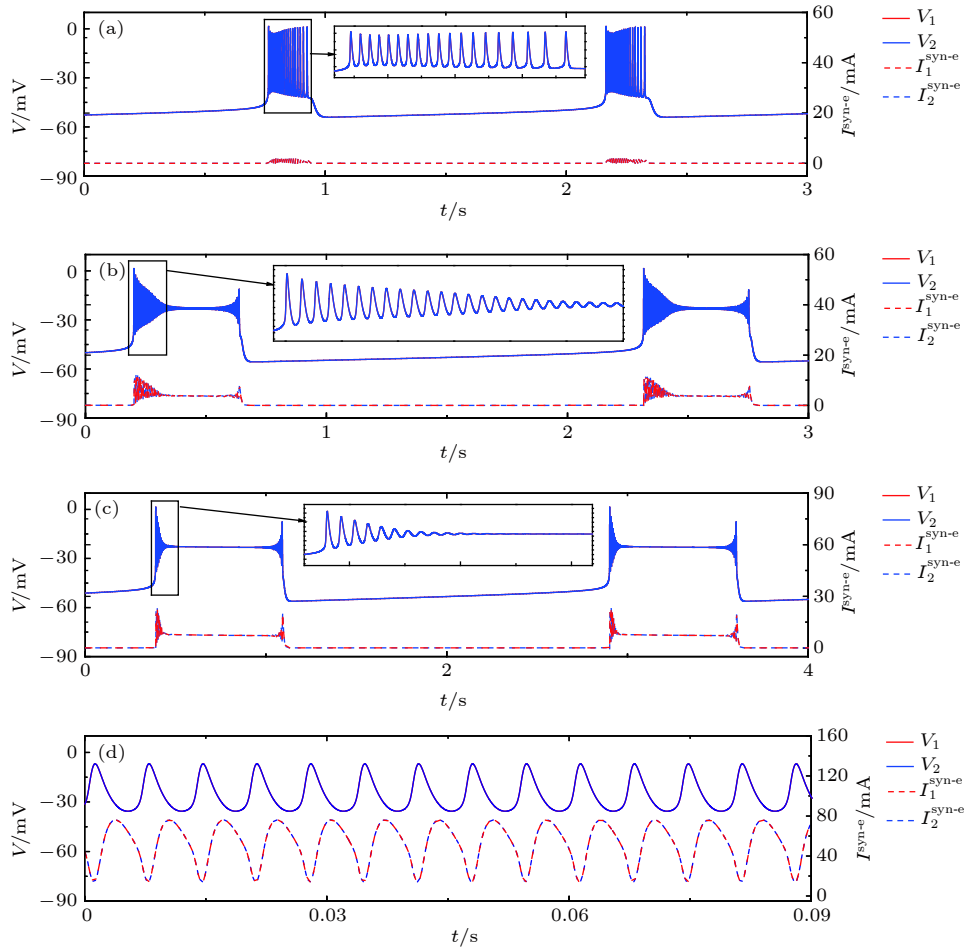 (a)
V/mV
0
−30
−60
−90
0
1
2
3
t/s
60
40
20
0
I^syn-e/mA
V₁
V₂
I₁^syn-e
I₂^syn-e
(b)
V/mV
0
−30
−60
−90
0
1
2
3
t/s
60
40
20
0
I^syn-e/mA
V₁
V₂
I₁^syn-e
I₂^syn-e
(c)
V/mV
0
−30
−60
−90
0
2
4
t/s
90
60
30
0
I^syn-e/mA
V₁
V₂
I₁^syn-e
I₂^syn-e
(d)
V/mV
0
−30
−60
−90
0
0.03
0.06
0.09
t/s
160
120
80
40
0
I^syn-e/mA
V₁
V₂
I₁^syn-e
I₂^syn-e